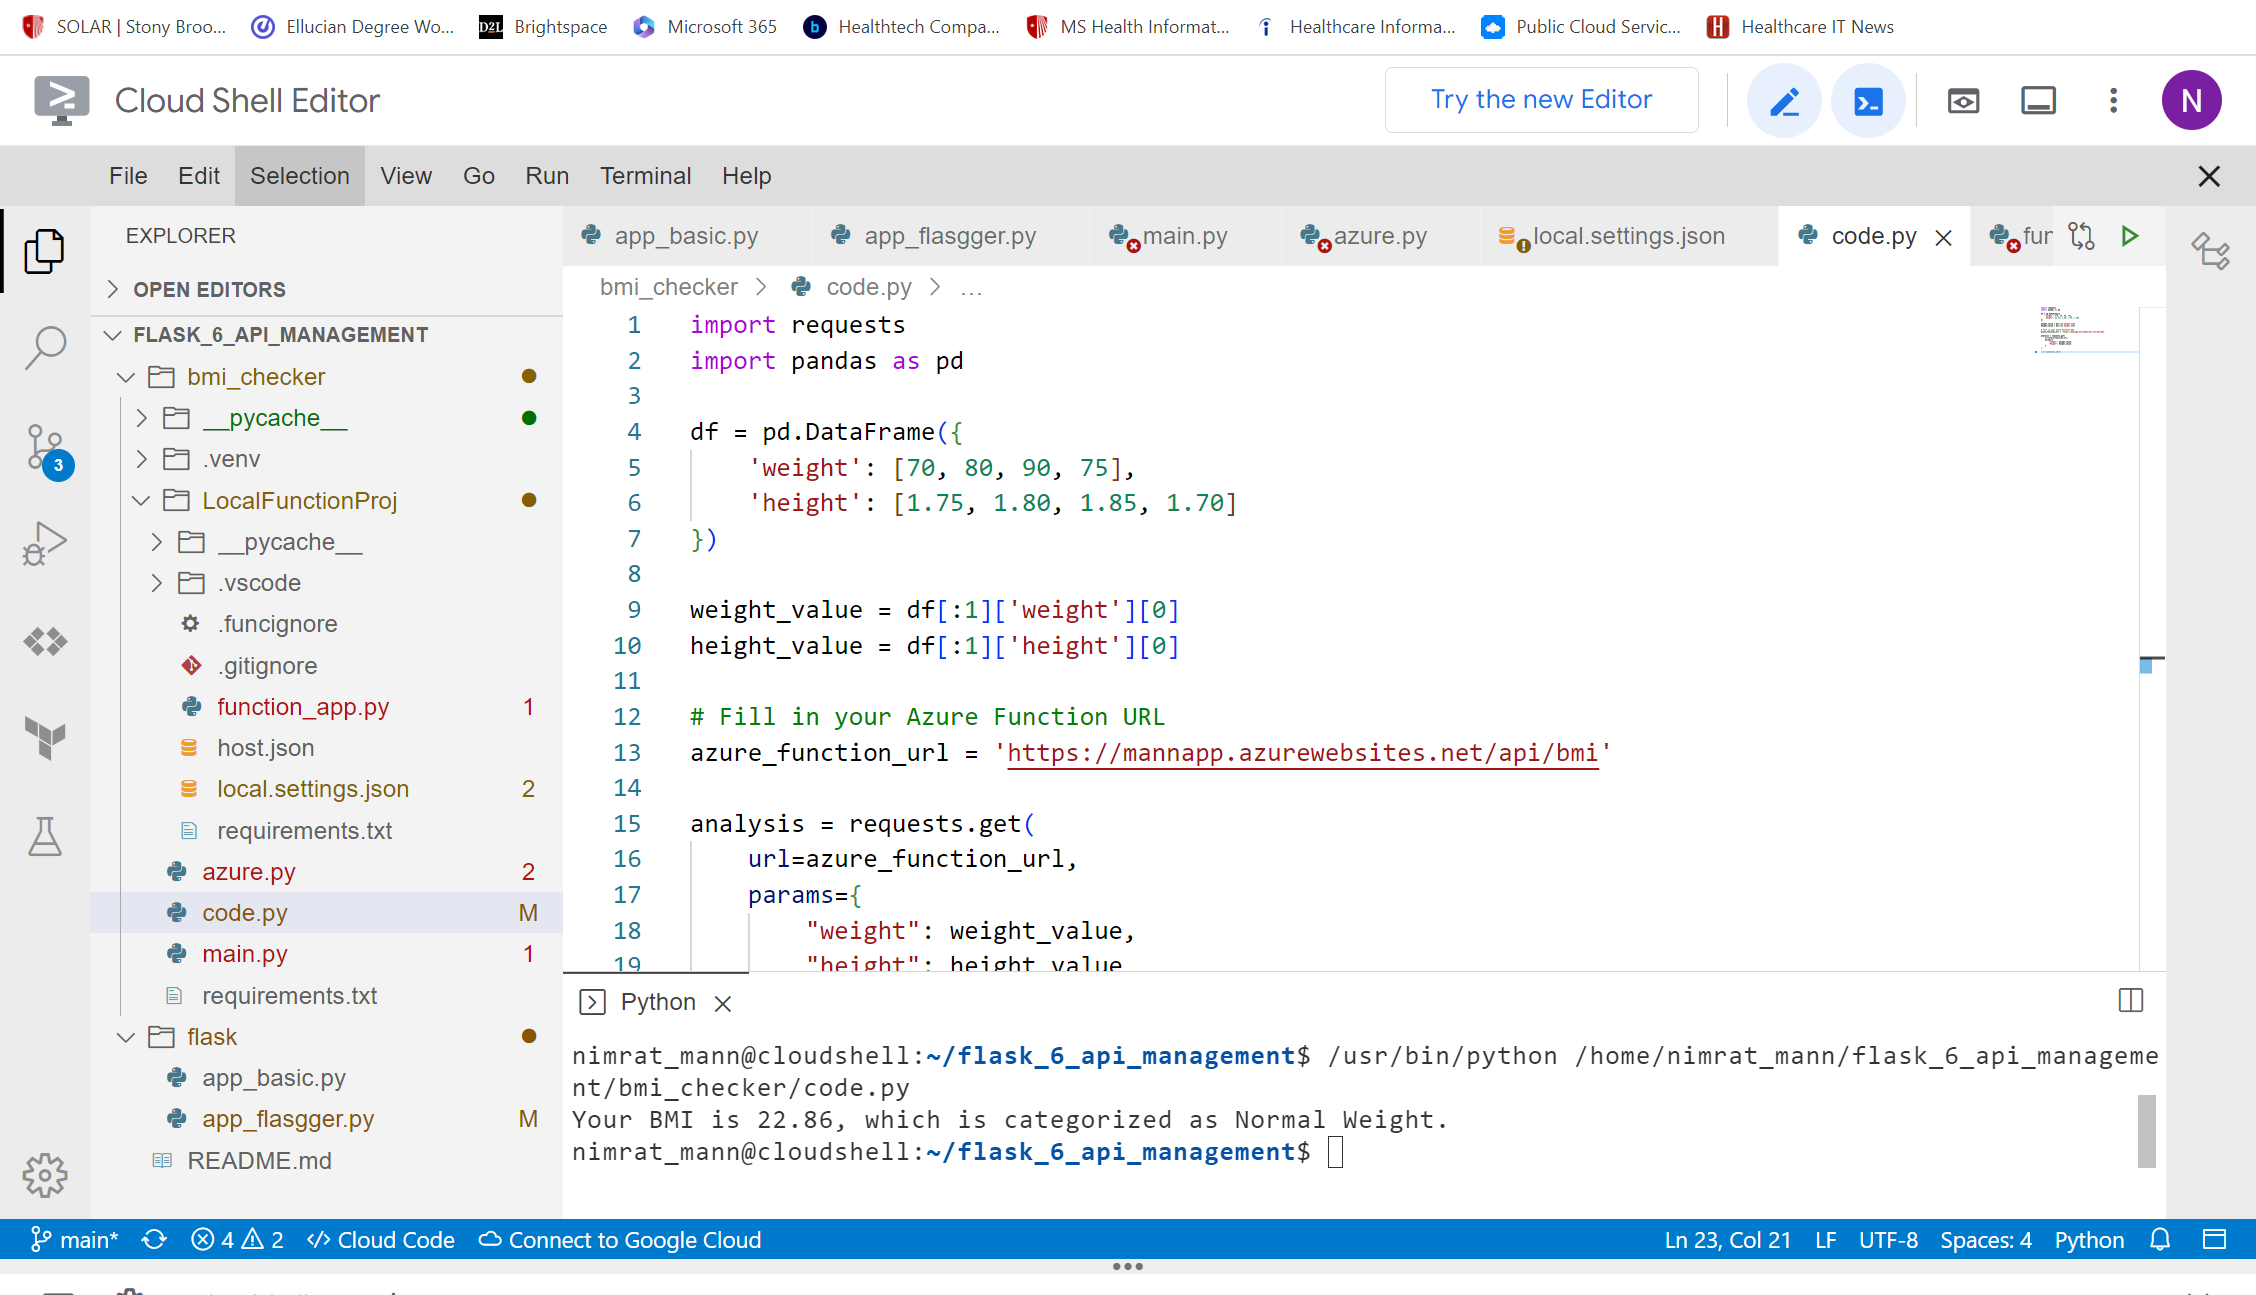 SOLAR | Stony Broo...
Ellucian Degree Wo...
D2L Brightspace
Microsoft 365
b Healthtech Compa...
MS Health Informat...
Healthcare Informa...
Public Cloud Servic...
H Healthcare IT News
Cloud Shell Editor
Try the new Editor
N
File Edit Selection View Go Run Terminal Help
EXPLORER
OPEN EDITORS
FLASK_6_API_MANAGEMENT
bmi_checker
__pycache__
.venv
3
LocalFunctionProj
__pycache__
.vscode
.funcignore
.gitignore
function_app.py 1
host.json
local.settings.json 2
requirements.txt
azure.py 2
code.py M
main.py 1
requirements.txt
flask
app_basic.py
app_flasgger.py M
README.md
app_basic.py app_flasgger.py main.py azure.py local.settings.json code.py fun
bmi_checker > code.py > ...
1 import requests
2 import pandas as pd
3
4 df = pd.DataFrame({
5 'weight': [70, 80, 90, 75],
6 'height': [1.75, 1.80, 1.85, 1.70]
7 })
8
9 weight_value = df[:1]['weight'][0]
10 height_value = df[:1]['height'][0]
11
12 # Fill in your Azure Function URL
13 azure_function_url = 'https://mannapp.azurewebsites.net/api/bmi'
14
15 analysis = requests.get(
16 url=azure_function_url,
17 params={
18 "weight": weight_value,
19 "height": height_value
Python
nimrat_mann@cloudshell:~/flask_6_api_management$ /usr/bin/python /home/nimrat_mann/flask_6_api_manageme
nt/bmi_checker/code.py
Your BMI is 22.86, which is categorized as Normal Weight.
nimrat_mann@cloudshell:~/flask_6_api_management$
main* 4 2 Cloud Code Connect to Google Cloud Ln 23, Col 21 LF UTF-8 Spaces: 4 Python